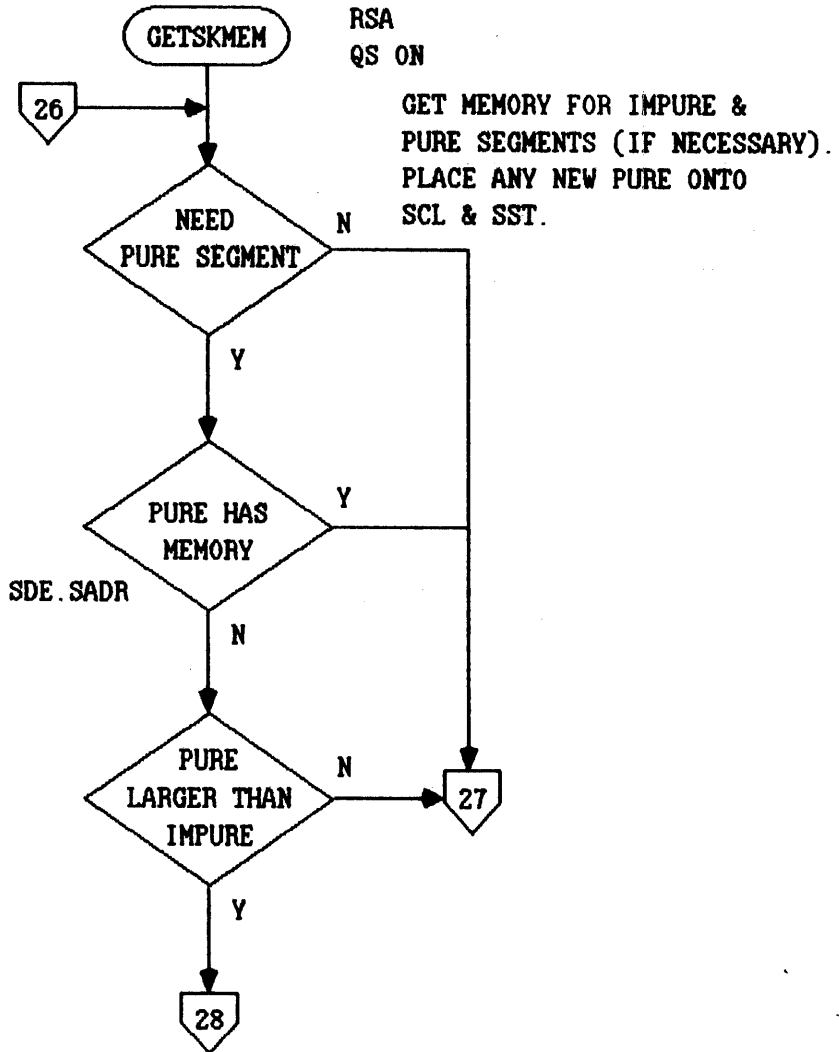 GETSKMEM
RSA
QS ON
26
GET MEMORY FOR IMPURE &
PURE SEGMENTS (IF NECESSARY).
PLACE ANY NEW PURE ONTO
SCL & SST.
NEED
PURE SEGMENT
N
Y
PURE HAS
MEMORY
Y
SDE.SADR
N
PURE
LARGER THAN
IMPURE
N
27
Y
28